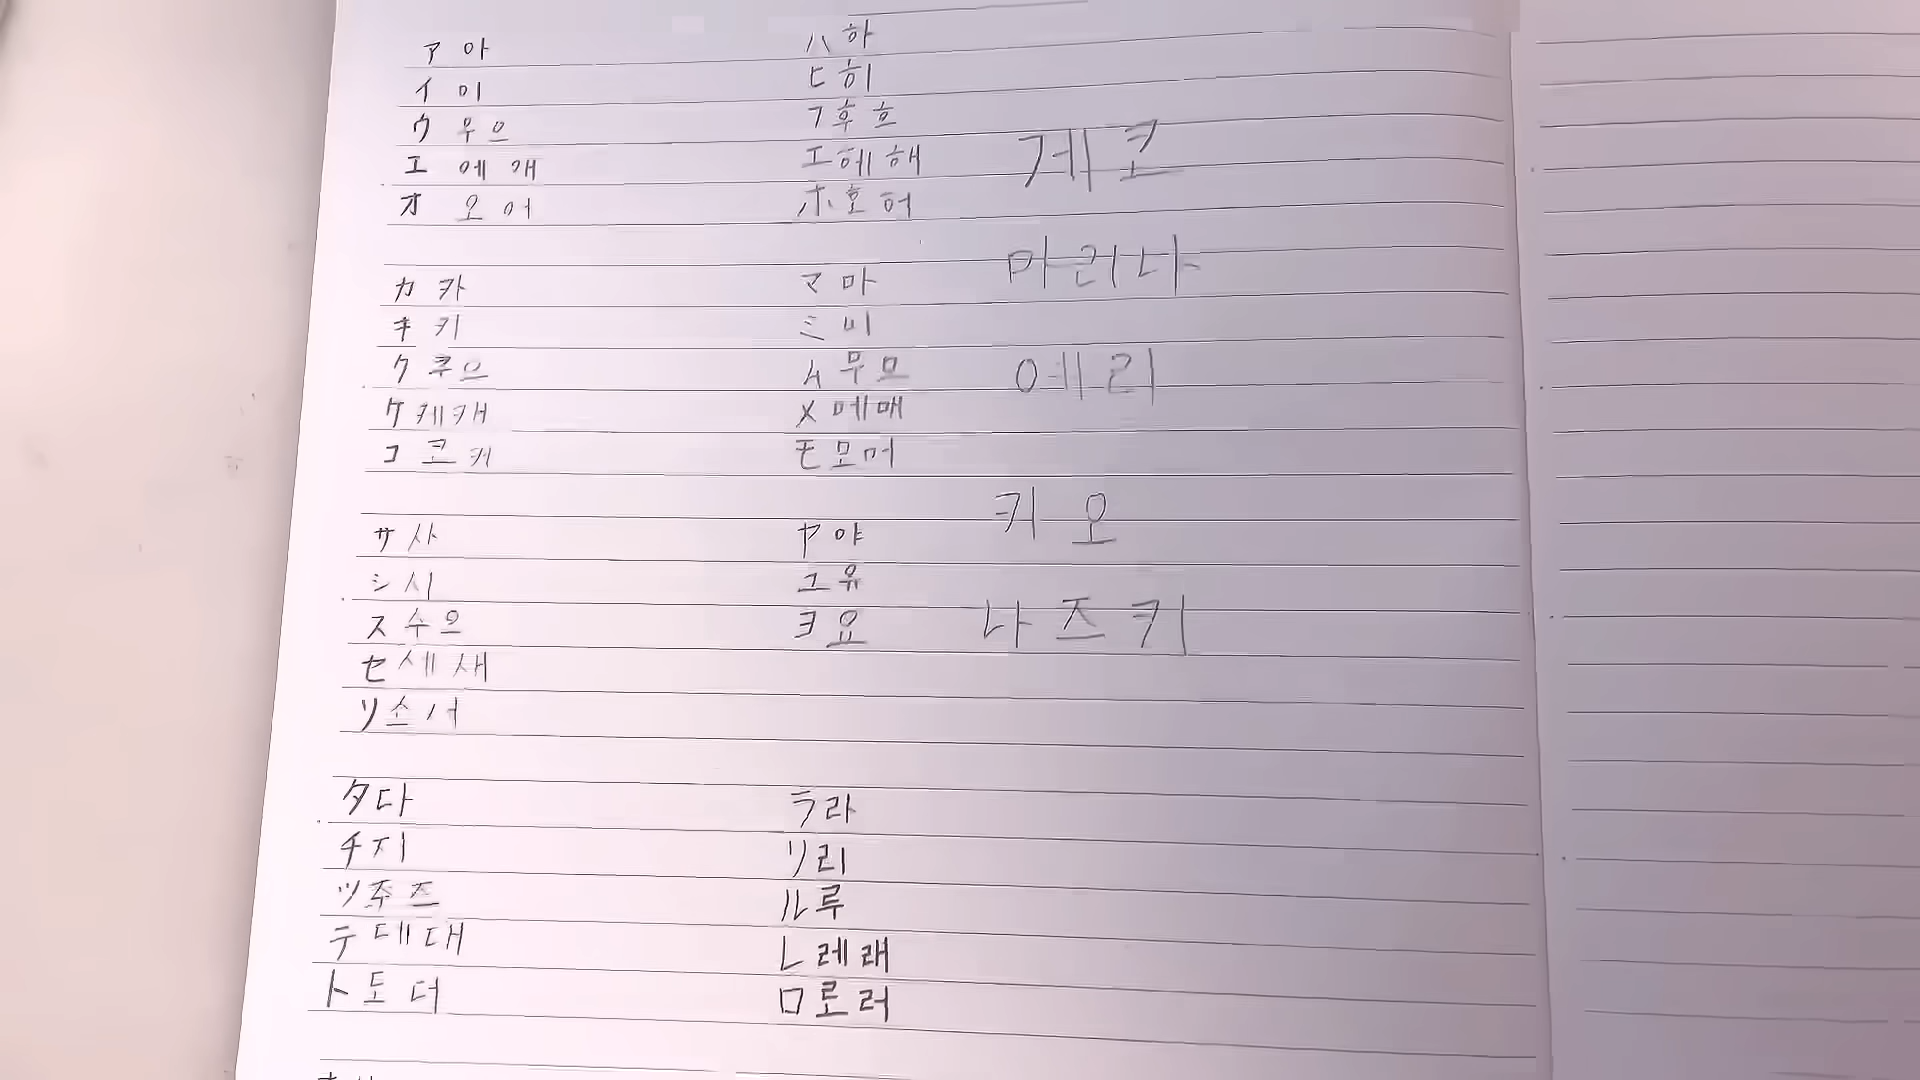 ア 아
イ 이
ウ 우 으
エ 에 애
オ 오 어
カ 카
キ 키
ク 쿠 으
ケ 케 캐
コ 코 커
サ 사
シ 시
ス 수 으
セ 세 새
ソ 소 서
タ 다
チ 지
ツ 주 즈
テ 데 대
ト 토 더
ハ 하
ヒ 히
フ 후 흐
エ 헤 해
ホ 호 허
マ 마
ミ 미
ム 무 므
メ 메 매
モ 모 머
ヤ 야
ユ 유
ヨ 요
ラ 라
リ 리
ル 루
レ 레 래
ロ 로 러
게 코
마리나
에리
키 오
나즈키